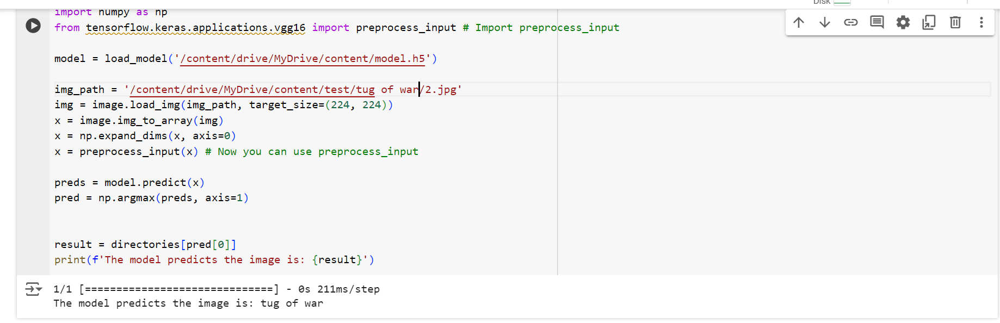 Disk
import numpy as np
from tensorflow.keras.applications.vgg16 import preprocess_input # Import preprocess_input
model = load_model('/content/drive/MyDrive/content/model.h5')
img_path = '/content/drive/MyDrive/content/test/tug of war/2.jpg'
img = image.load_img(img_path, target_size=(224, 224))
x = image.img_to_array(img)
x = np.expand_dims(x, axis=0)
x = preprocess_input(x) # Now you can use preprocess_input
preds = model.predict(x)
pred = np.argmax(preds, axis=1)
result = directories[pred[0]]
print(f'The model predicts the image is: {result}')
1/1 [==============================] - 0s 211ms/step
The model predicts the image is: tug of war